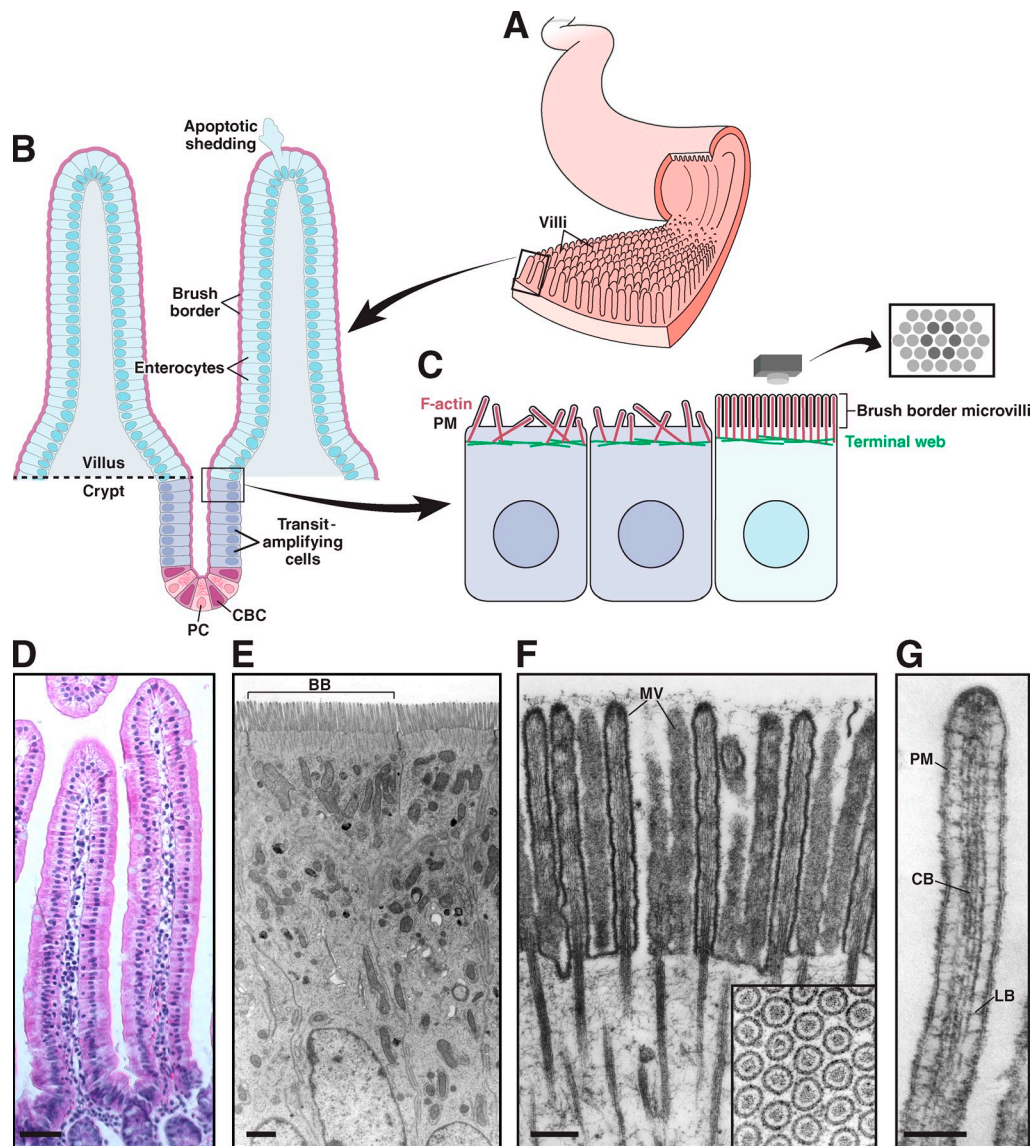 A
B
Apoptotic
shedding
Villi
Brush
border
Enterocytes
Villus
Crypt
Transit-
amplifying
cells
CBC
PC
C
F-actin
PM
Brush border microvilli
Terminal web
D
E
BB
F
MV
G
PM
CB
LB